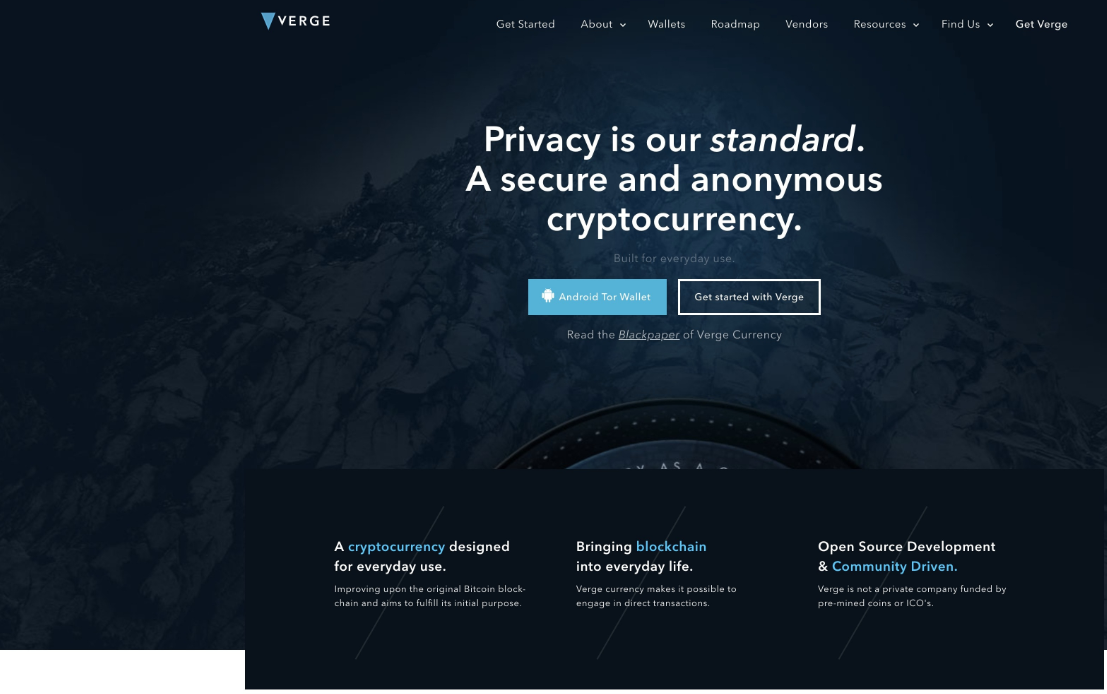 VERGE
Get Started About Wallets Roadmap Vendors Resources Find Us Get Verge
Privacy is our standard.
A secure and anonymous
cryptocurrency.
Built for everyday use.
Android Tor Wallet Get started with Verge
Read the Blackpaper of Verge Currency
AS A
A cryptocurrency designed
for everyday use.
Improving upon the original Bitcoin block-
chain and aims to fulfill its initial purpose.
Bringing blockchain
into everyday life.
Verge currency makes it possible to
engage in direct transactions.
Open Source Development
& Community Driven.
Verge is not a private company funded by
pre-mined coins or ICO's.